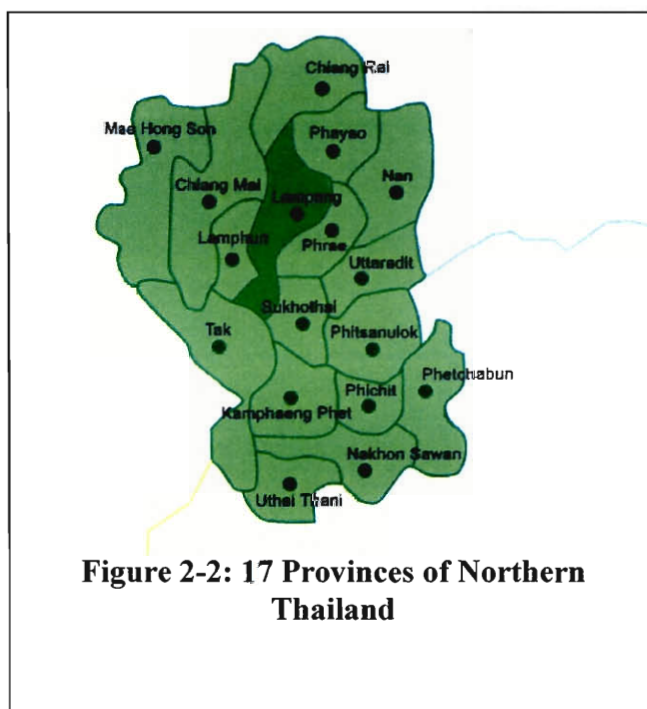 Chiang Rai
Mae Hong Son
Phayao
Nan
Chiang Mai
Lampang
Phrae
Lamphun
Uttaradit
Sukhothai
Tak
Phitsanulok
Phetchabun
Phichit
Kamphaeng Phet
Nakhon Sawan
Uthai Thani
Figure 2-2: 17 Provinces of Northern
Thailand